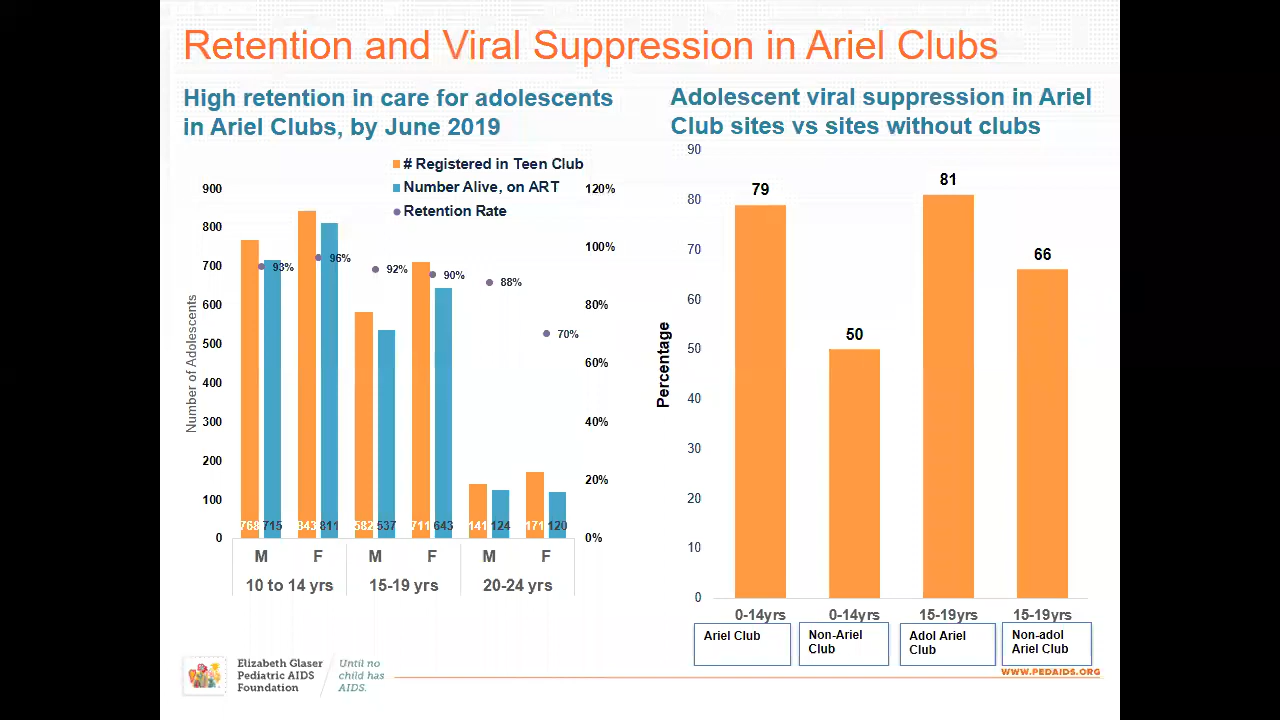 Retention and Viral Suppression in Ariel Clubs
High retention in care for adolescents
in Ariel Clubs, by June 2019
# Registered in Teen Club
Number Alive, on ART
Retention Rate
Number of Adolescents
900
800
700
600
500
400
300
200
100
0
120%
100%
80%
60%
40%
20%
0%
93%
96%
92%
90%
88%
70%
768 715 843 811 582 537 711 643 141 124 171 120
M F M F M F
10 to 14 yrs 15-19 yrs 20-24 yrs
Adolescent viral suppression in Ariel
Club sites vs sites without clubs
Percentage
90
80
70
60
50
40
30
20
10
0
79
50
81
66
0-14yrs 0-14yrs 15-19yrs 15-19yrs
Ariel Club
Non-Ariel
Club
Adol Ariel
Club
Non-adol
Ariel Club
Elizabeth Glaser
Pediatric AIDS
Foundation
Until no
child has
AIDS.
WWW.PEDAIDS.ORG